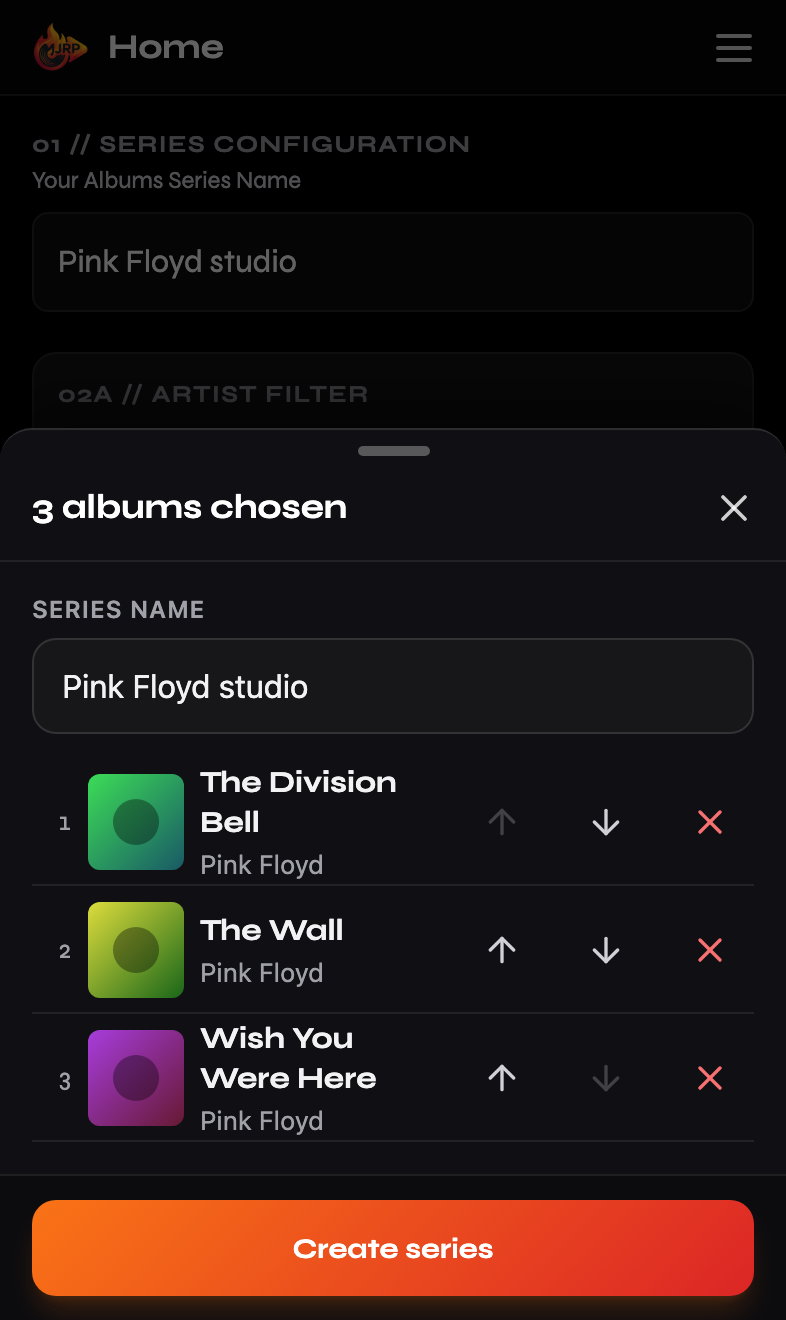 MJRP
Home
01 // SERIES CONFIGURATION
Your Albums Series Name
Pink Floyd studio
02A // ARTIST FILTER
3 albums chosen
SERIES NAME
Pink Floyd studio
1
The Division
Bell
Pink Floyd
2
The Wall
Pink Floyd
3
Wish You
Were Here
Pink Floyd
Create series